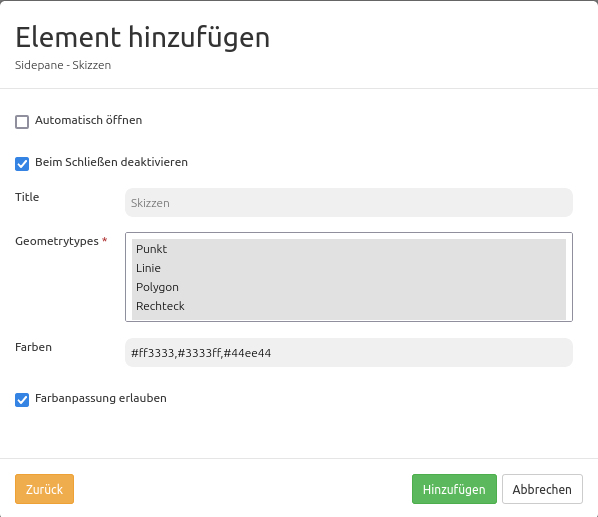 Element hinzufügen
Sidepane - Skizzen
Automatisch öffnen
Beim Schließen deaktivieren
Title
Skizzen
Geometrytypes *
Punkt
Linie
Polygon
Rechteck
Farben
#ff3333,#3333ff,#44ee44
Farbanpassung erlauben
Zurück
Hinzufügen
Abbrechen